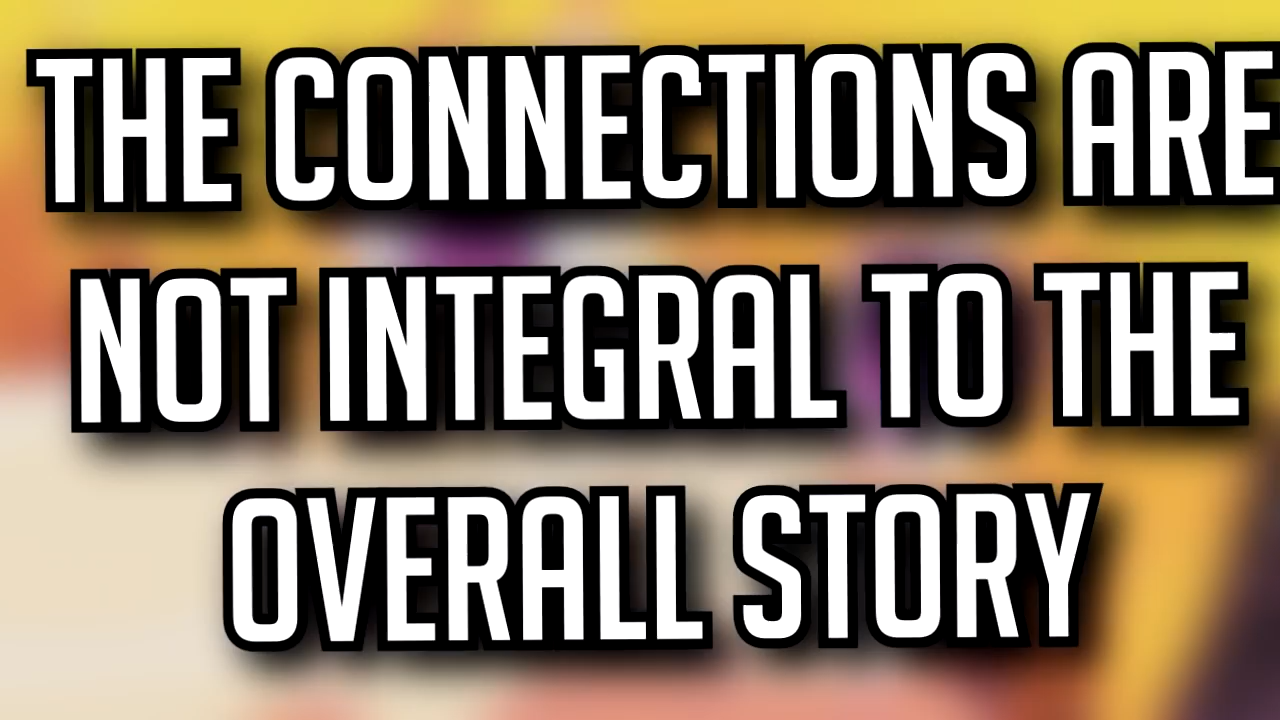 THE CONNECTIONS ARE
NOT INTEGRAL TO THE
OVERALL STORY